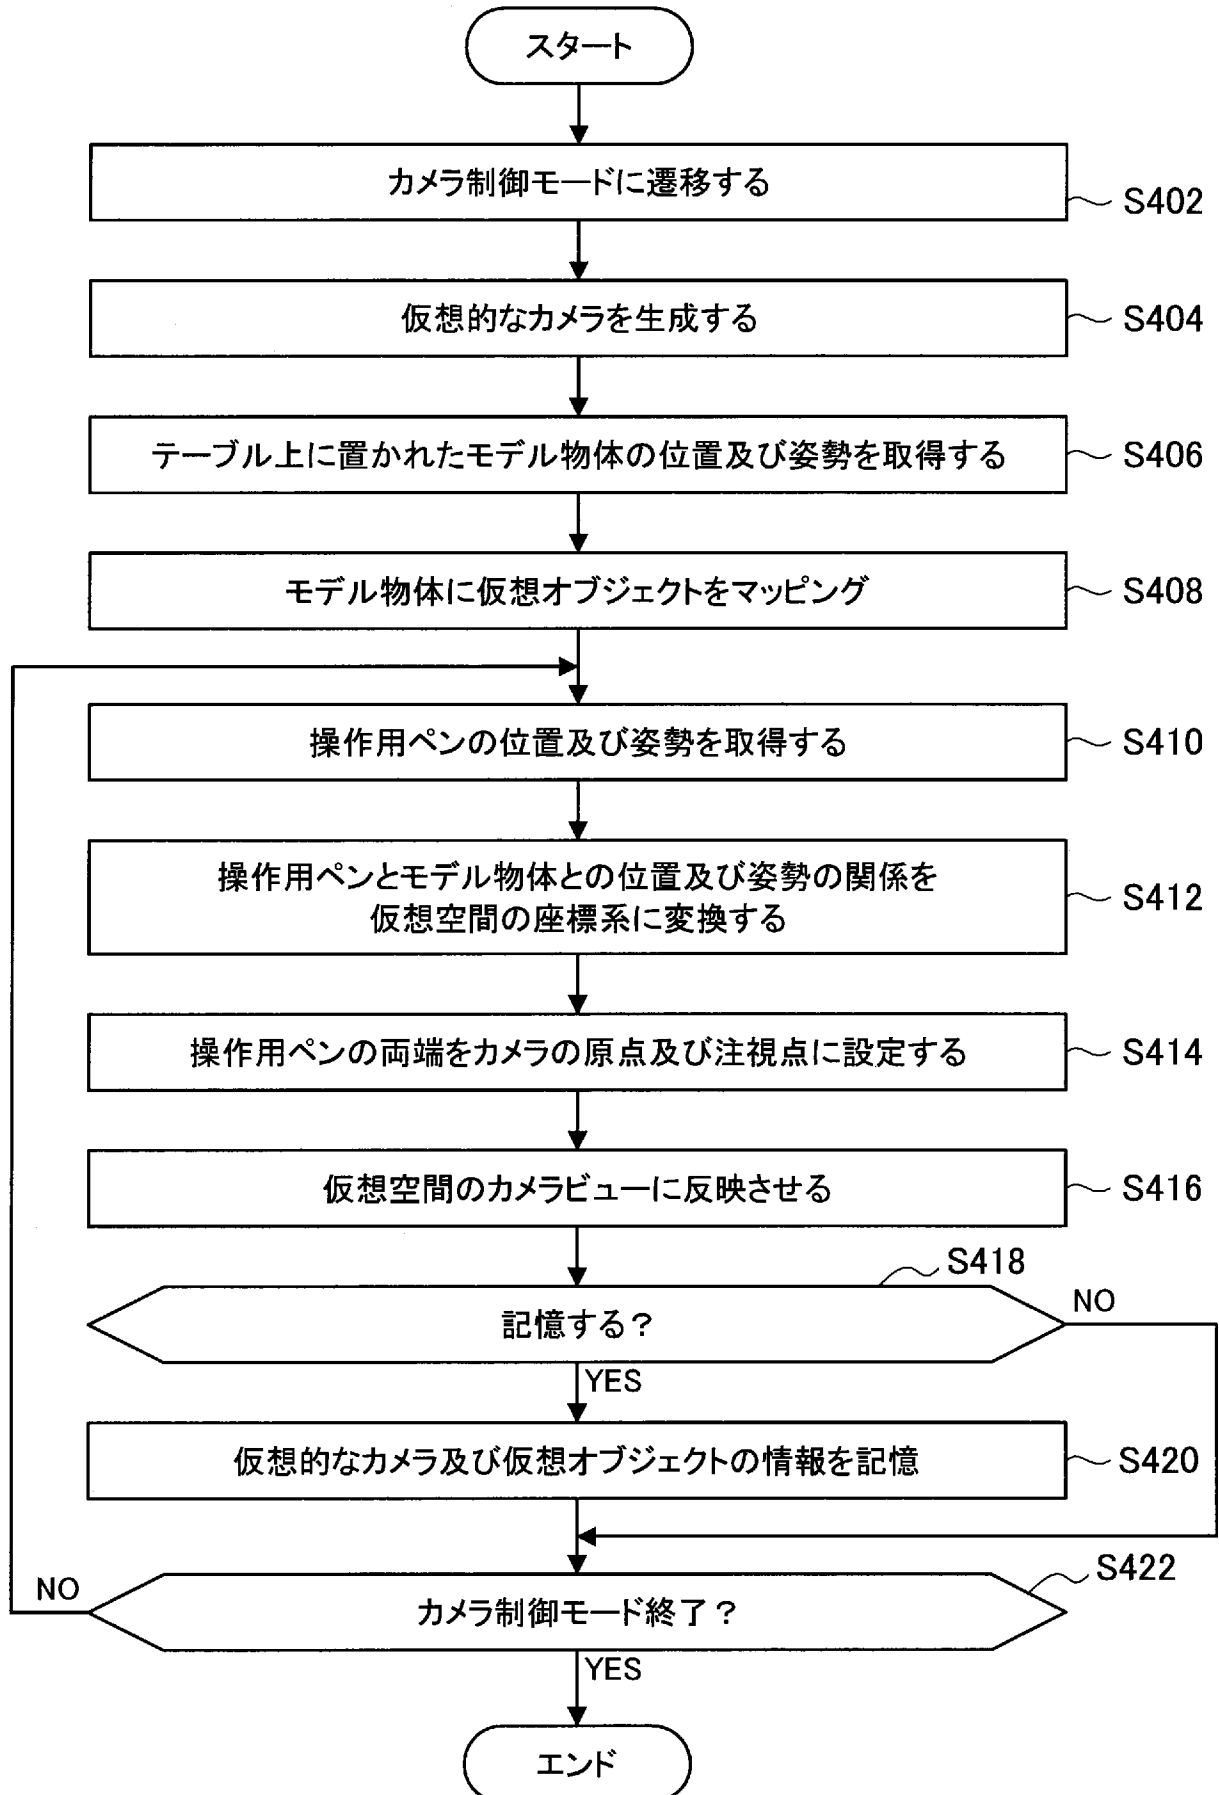 スタート
カメラ制御モードに遷移する
S402
仮想的なカメラを生成する
S404
テーブル上に置かれたモデル物体の位置及び姿勢を取得する
S406
モデル物体に仮想オブジェクトをマッピング
S408
操作用ペンの位置及び姿勢を取得する
S410
操作用ペンとモデル物体との位置及び姿勢の関係を
仮想空間の座標系に変換する
S412
操作用ペンの両端をカメラの原点及び注視点に設定する
S414
仮想空間のカメラビューに反映させる
S416
S418
記憶する?
NO
YES
仮想的なカメラ及び仮想オブジェクトの情報を記憶
S420
S422
NO
カメラ制御モード終了?
YES
エンド